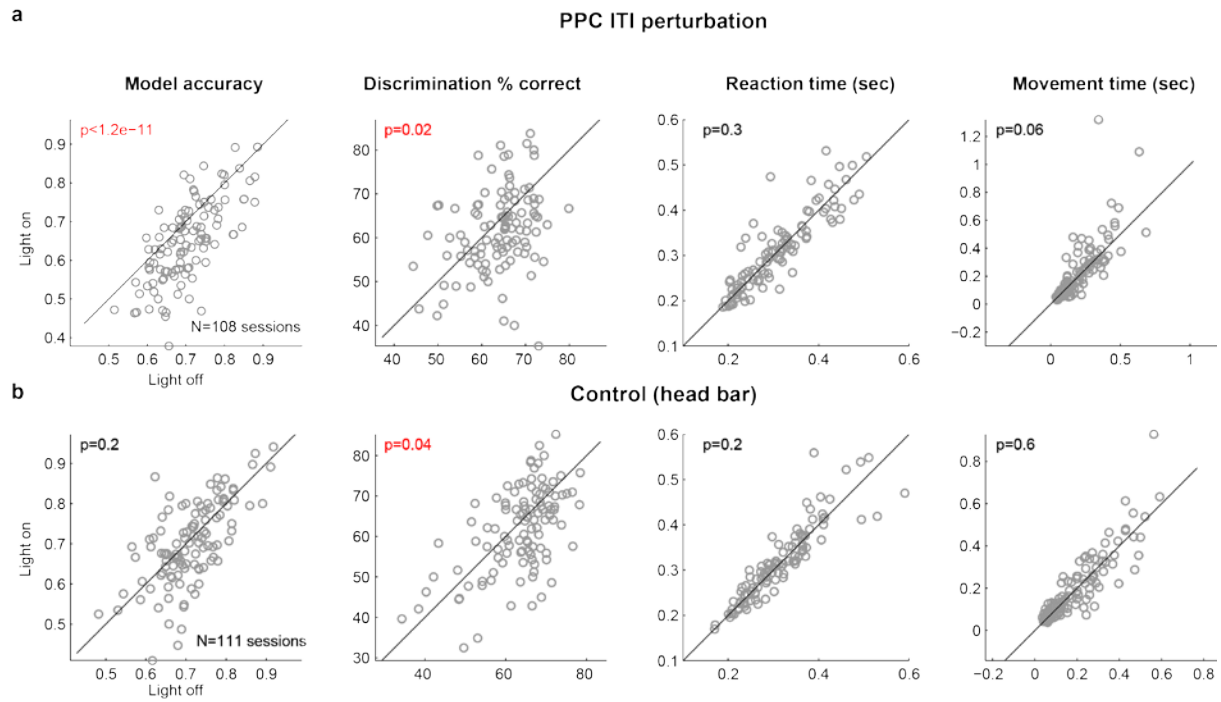 a
PPC ITI perturbation
Model accuracy
Discrimination % correct
Reaction time (sec)
Movement time (sec)
p<1.2e−11
p=0.02
p=0.3
p=0.06
Light on
0.9
0.8
0.7
0.6
0.5
0.4
N=108 sessions
0.5 0.6 0.7 0.8 0.9
Light off
80
70
60
50
40
40 50 60 70 80
0.6
0.5
0.4
0.3
0.2
0.1
0.2 0.4 0.6
1.2
1
0.8
0.6
0.4
0.2
0
−0.2
0 0.5 1
b
Control (head bar)
p=0.2
p=0.04
p=0.2
p=0.6
Light on
0.9
0.8
0.7
0.6
0.5
N=111 sessions
0.5 0.6 0.7 0.8 0.9
Light off
80
70
60
50
40
30
40 60 80
0.6
0.5
0.4
0.3
0.2
0.1
0.2 0.4 0.6
0.8
0.6
0.4
0.2
0
−0.2 0 0.2 0.4 0.6 0.8